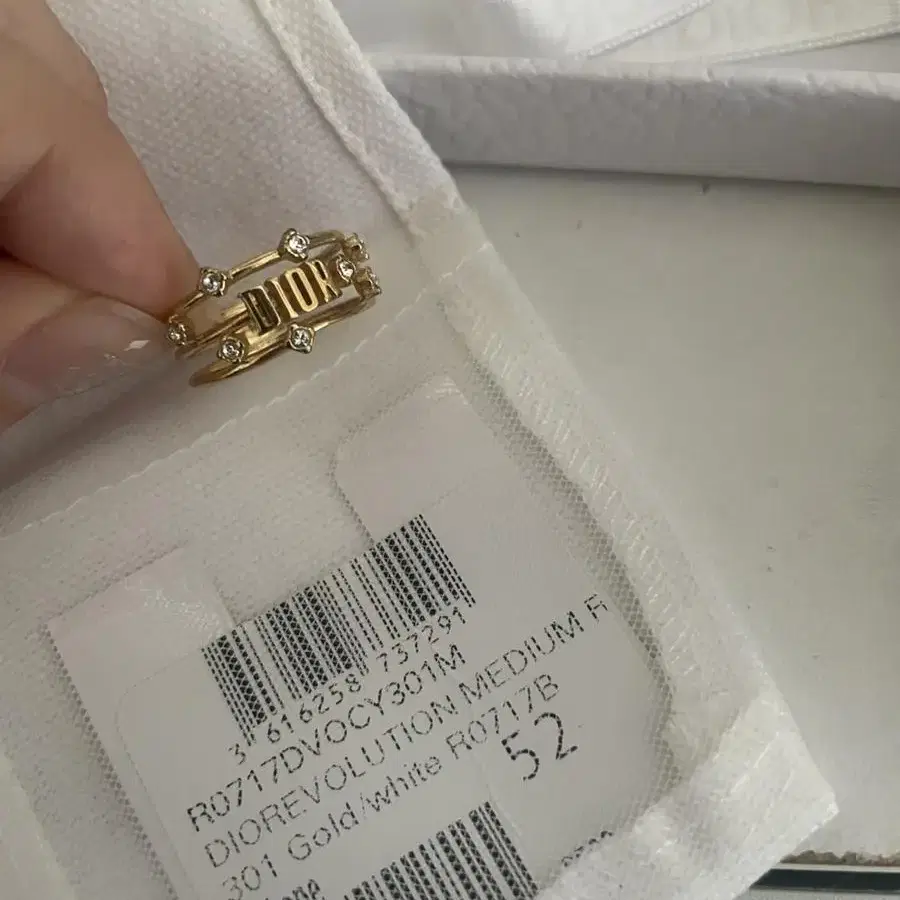 DIOR
3 616258 737291
R0717DVOCY301M
DIOREVOLUTION MEDIUM R
301 Gold/white R0717B
52